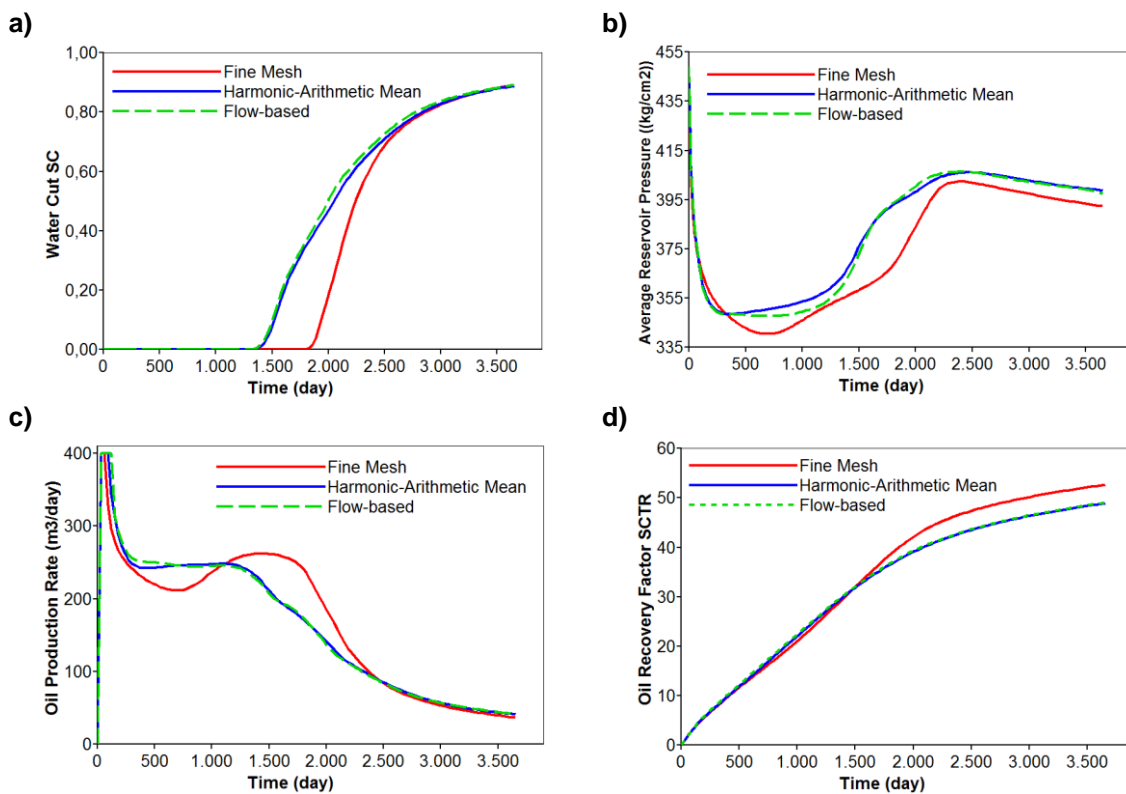 a)
1,00
0,80
0,60
0,40
0,20
0,00
Water Cut SC
Fine Mesh
Harmonic-Arithmetic Mean
Flow-based
0 500 1.000 1.500 2.000 2.500 3.000 3.500
Time (day)
b)
455
435
415
395
375
355
335
Average Reservoir Pressure ((kg/cm2))
Fine Mesh
Harmonic-Arithmetic Mean
Flow-based
0 500 1.000 1.500 2.000 2.500 3.000 3.500
Time (day)
c)
400
300
200
100
0
Oil Production Rate (m3/day)
Fine Mesh
Harmonic-Arithmetic Mean
Flow-based
0 500 1.000 1.500 2.000 2.500 3.000 3.500
Time (day)
d)
60
50
40
30
20
10
0
Oil Recovery Factor SCTR
Fine Mesh
Harmonic-Arithmetic Mean
Flow-based
0 500 1.000 1.500 2.000 2.500 3.000 3.500
Time (day)